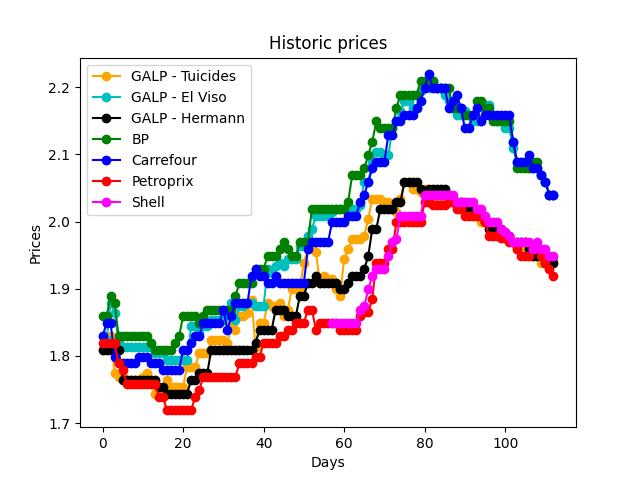 Historic prices
GALP - Tuicides
GALP - El Viso
GALP - Hermann
BP
Carrefour
Petroprix
Shell
Prices
2.2
2.1
2.0
1.9
1.8
1.7
0 20 40 60 80 100
Days